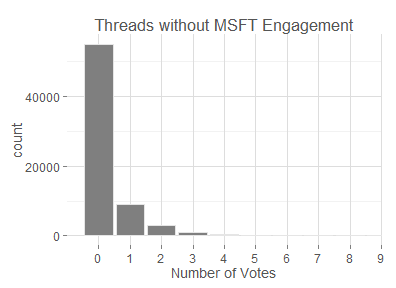 Threads without MSFT Engagement
count
40000
20000
0
0 1 2 3 4 5 6 7 8 9
Number of Votes